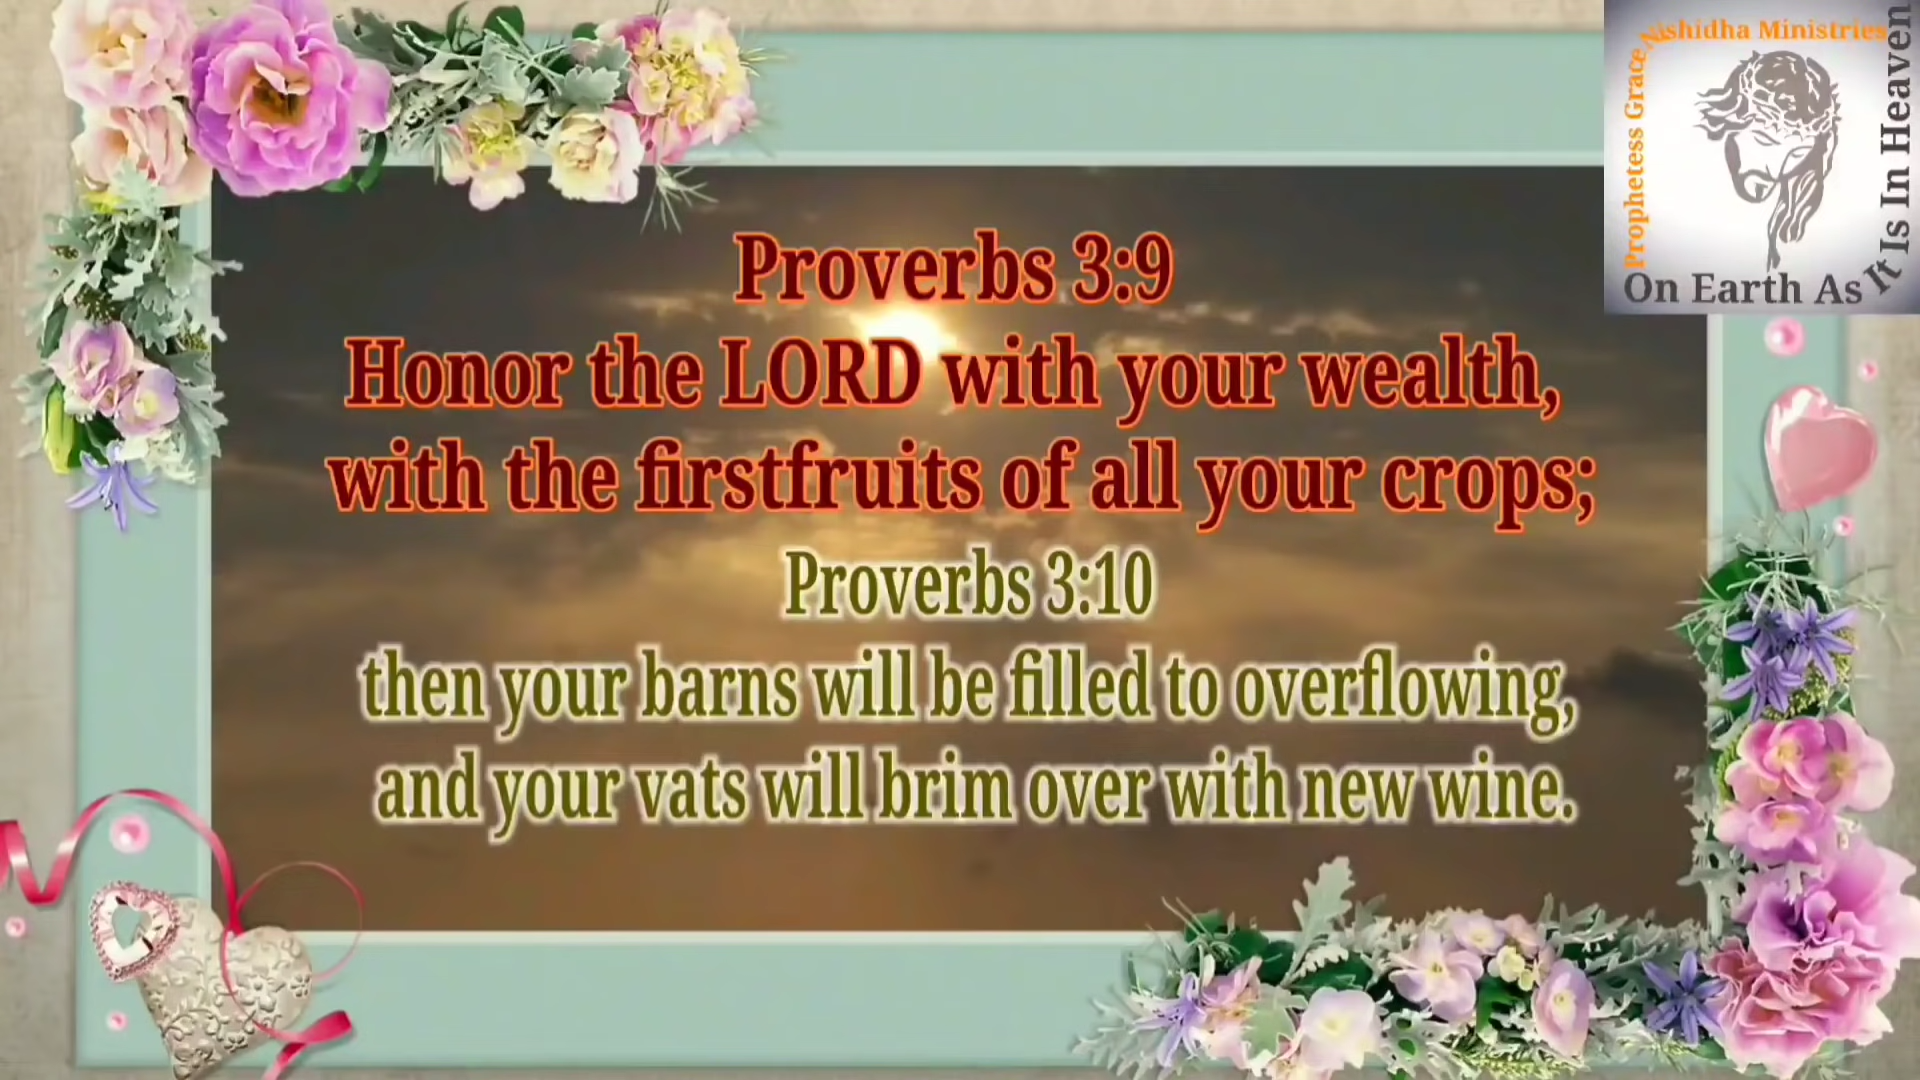 Proverbs 3:9
Honor the LORD with your wealth,
with the firstfruits of all your crops;
Proverbs 3:10
then your barns will be filled to overflowing,
and your vats will brim over with new wine.
Prophetess Grace
Ministries
On Earth As It Is In Heaven